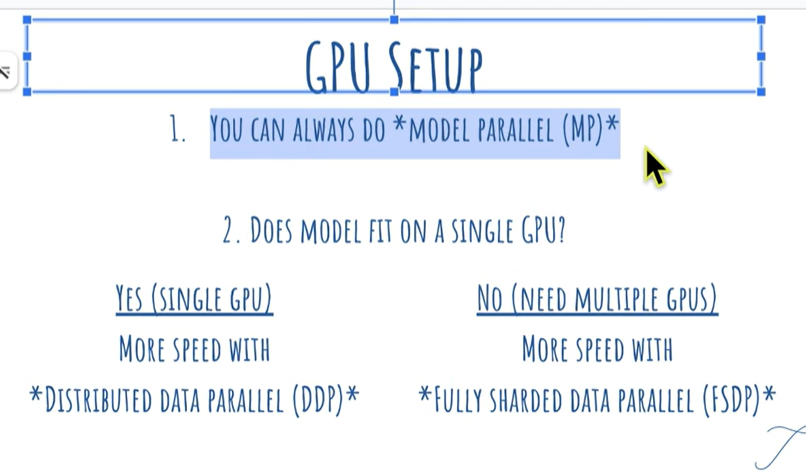 GPU Setup
1. You can always do *model parallel (MP)*
2. Does model fit on a single GPU?
Yes (single gpu)
More speed with
*Distributed data parallel (DDP)*
No (need multiple gpus)
More speed with
*Fully sharded data parallel (FSDP)*